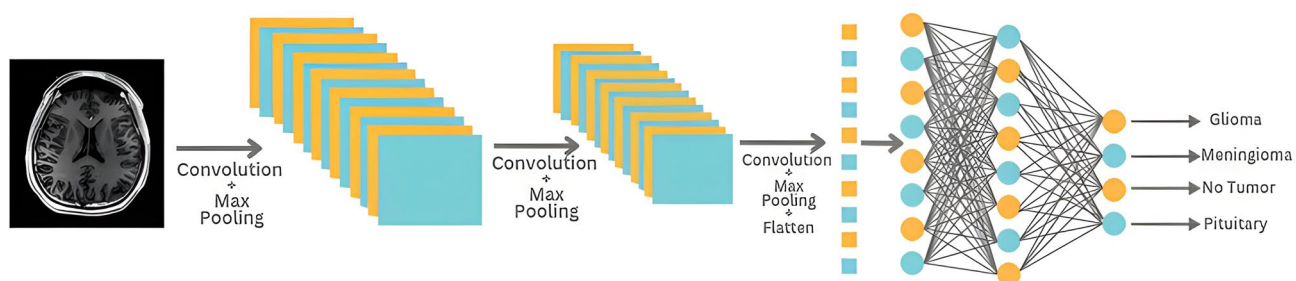 Convolution
+
Max
Pooling
Convolution
+
Max
Pooling
Convolution
+
Max
Pooling
+
Flatten
Glioma
Meningioma
No Tumor
Pituitary